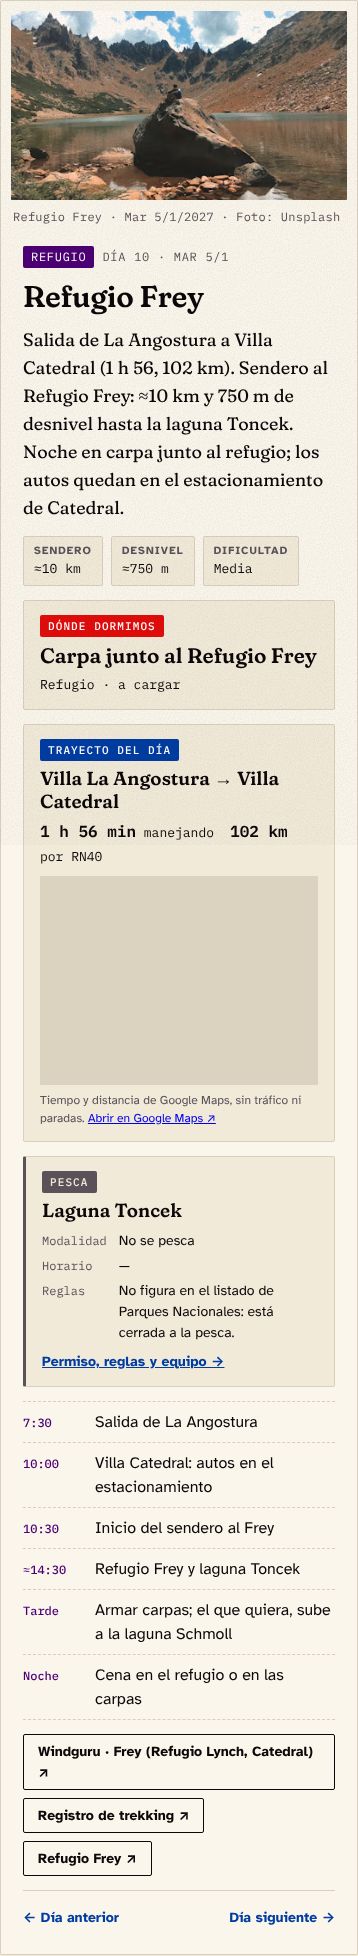 Refugio Frey · Mar 5/1/2027 · Foto: Unsplash
REFUGIO DÍA 10 · MAR 5/1
Refugio Frey
Salida de La Angostura a Villa
Catedral (1 h 56, 102 km). Sendero al
Refugio Frey: ≈10 km y 750 m de
desnivel hasta la laguna Toncek.
Noche en carpa junto al refugio; los
autos quedan en el estacionamiento
de Catedral.
SENDERO DESNIVEL DIFICULTAD
≈10 km ≈750 m Media
DÓNDE DORMIMOS
Carpa junto al Refugio Frey
Refugio · a cargar
TRAYECTO DEL DÍA
Villa La Angostura → Villa
Catedral
1 h 56 min manejando 102 km
por RN40
Tiempo y distancia de Google Maps, sin tráfico ni
paradas. Abrir en Google Maps ↗
PESCA
Laguna Toncek
Modalidad No se pesca
Horario —
Reglas No figura en el listado de
Parques Nacionales: está
cerrada a la pesca.
Permiso, reglas y equipo →
7:30 Salida de La Angostura
10:00 Villa Catedral: autos en el
estacionamiento
10:30 Inicio del sendero al Frey
≈14:30 Refugio Frey y laguna Toncek
Tarde Armar carpas; el que quiera, sube
a la laguna Schmoll
Noche Cena en el refugio o en las
carpas
Windguru · Frey (Refugio Lynch, Catedral)
↗
Registro de trekking ↗
Refugio Frey ↗
← Día anterior Día siguiente →